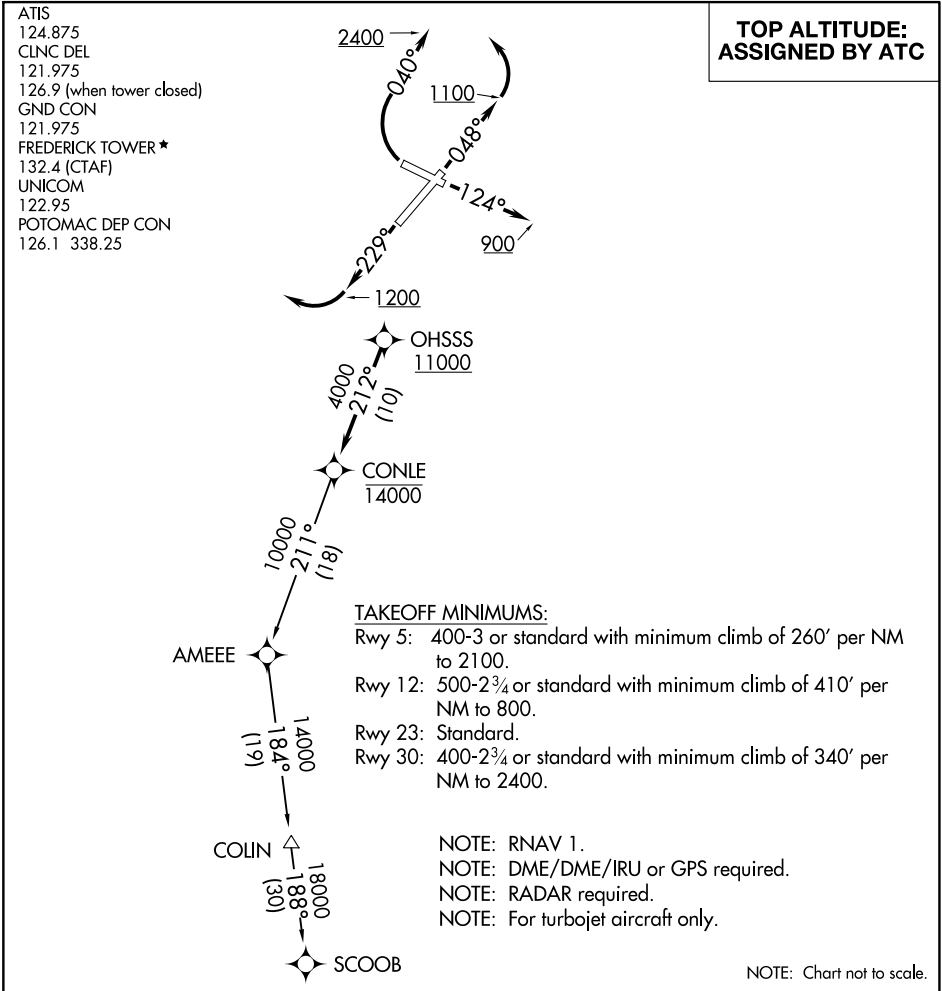 ATIS
124.875
CLNC DEL
121.975
126.9 (when tower closed)
GND CON
121.975
FREDERICK TOWER★
132.4 (CTAF)
UNICOM
122.95
POTOMAC DEP CON
126.1 338.25
TOP ALTITUDE:
ASSIGNED BY ATC
2400
040°
1100
048°
124°
900
229°
1200
OHSSS
11000
4000
212°
(10)
CONLE
14000
10000
211°
(18)
AMEEE
14000
184°
(19)
COLIN
18000
188°
(30)
SCOOB
TAKEOFF MINIMUMS:
Rwy 5: 400-3 or standard with minimum climb of 260' per NM
to 2100.
Rwy 12: 500-2¾ or standard with minimum climb of 410' per
NM to 800.
Rwy 23: Standard.
Rwy 30: 400-2¾ or standard with minimum climb of 340' per
NM to 2400.
NOTE: RNAV 1.
NOTE: DME/DME/IRU or GPS required.
NOTE: RADAR required.
NOTE: For turbojet aircraft only.
NOTE: Chart not to scale.